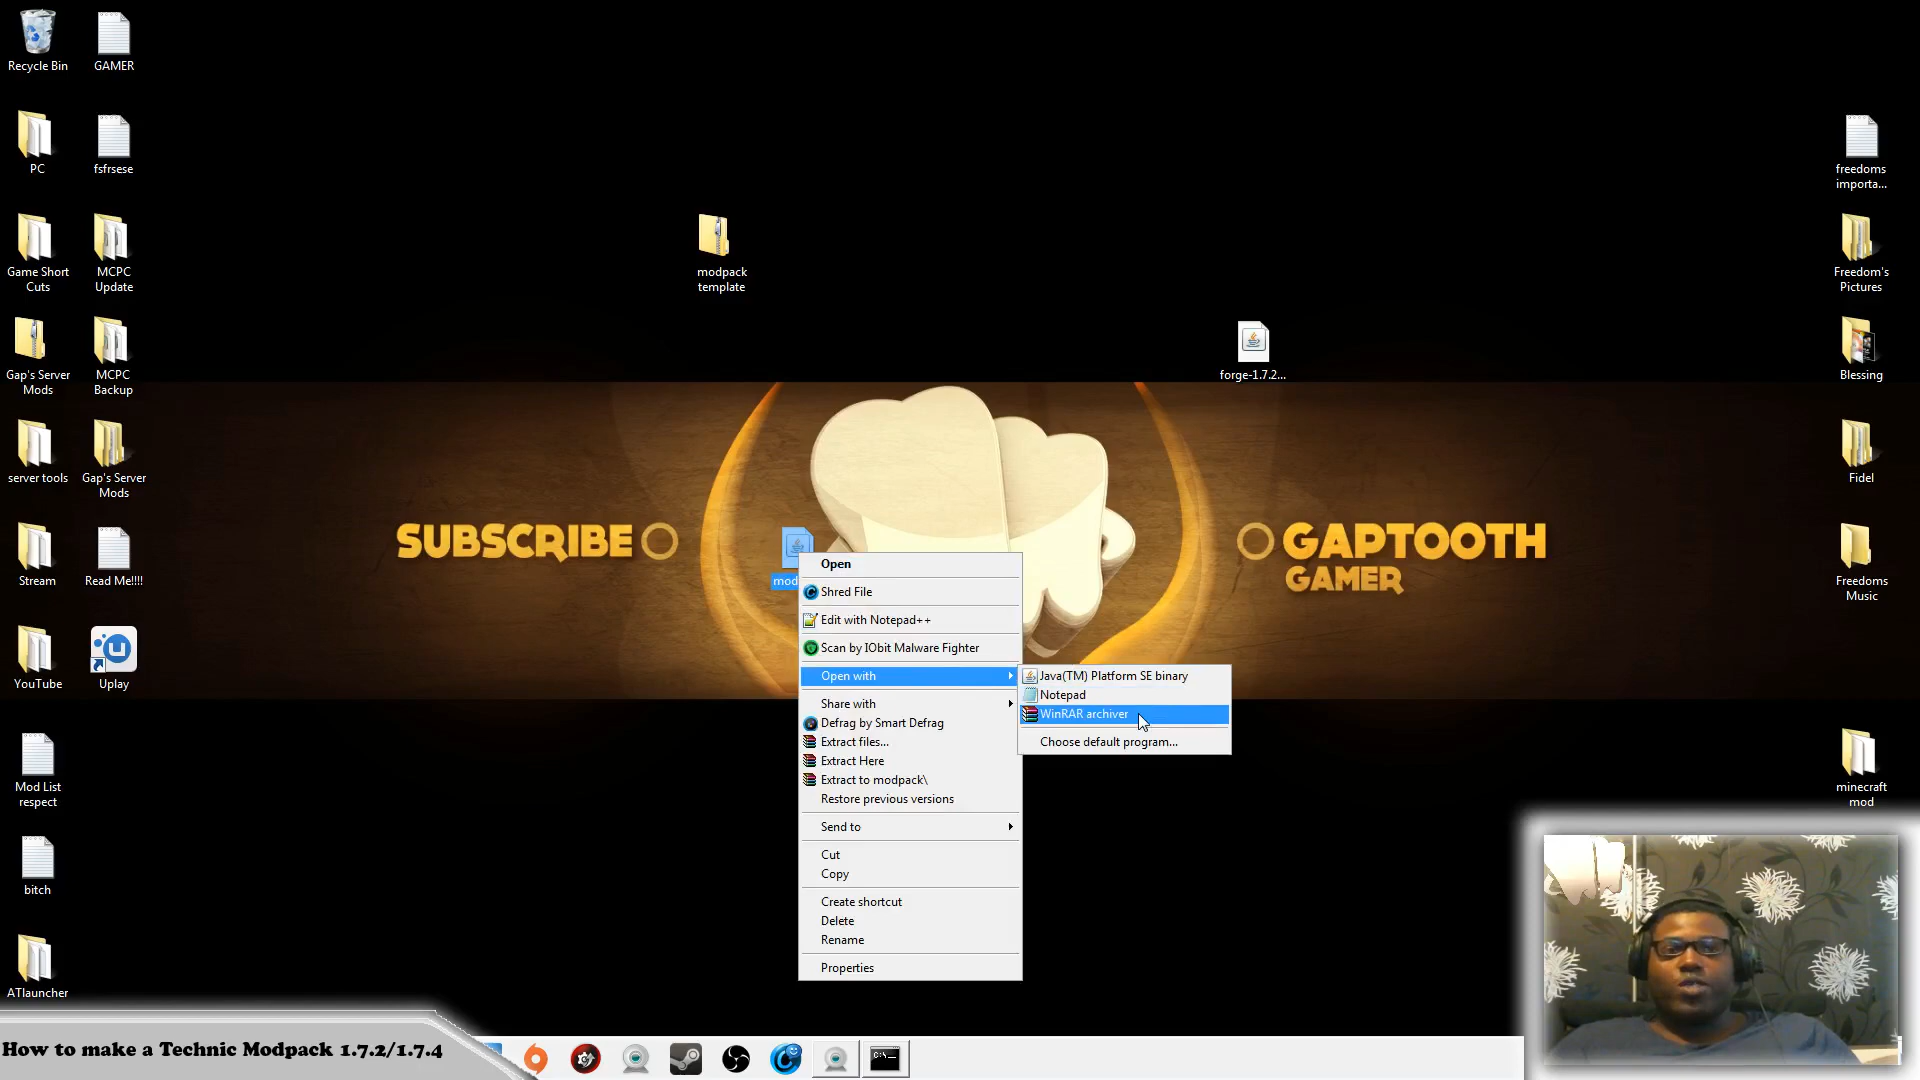 Recycle Bin
GAMER
PC
fsfrsese
freedoms
importa...
Game Short
Cuts
MCPC
Update
modpack
template
Freedom's
Pictures
Gap's Server
Mods
MCPC
Backup
forge-1.7.2...
Blessing
server tools
Gap's Server
Mods
Fidel
SUBSCRIBE
GAPTOOTH
GAMER
Stream
Read Me!!!!
mod
Freedoms
Music
YouTube
Uplay
Open
Shred File
Edit with Notepad++
Scan by IObit Malware Fighter
Open with
Share with
Defrag by Smart Defrag
Extract files...
Extract Here
Extract to modpack\
Restore previous versions
Send to
Cut
Copy
Create shortcut
Delete
Rename
Properties
Java(TM) Platform SE binary
Notepad
WinRAR archiver
Choose default program...
Mod List
respect
minecraft
mod
bitch
ATlauncher
How to make a Technic Modpack 1.7.2/1.7.4